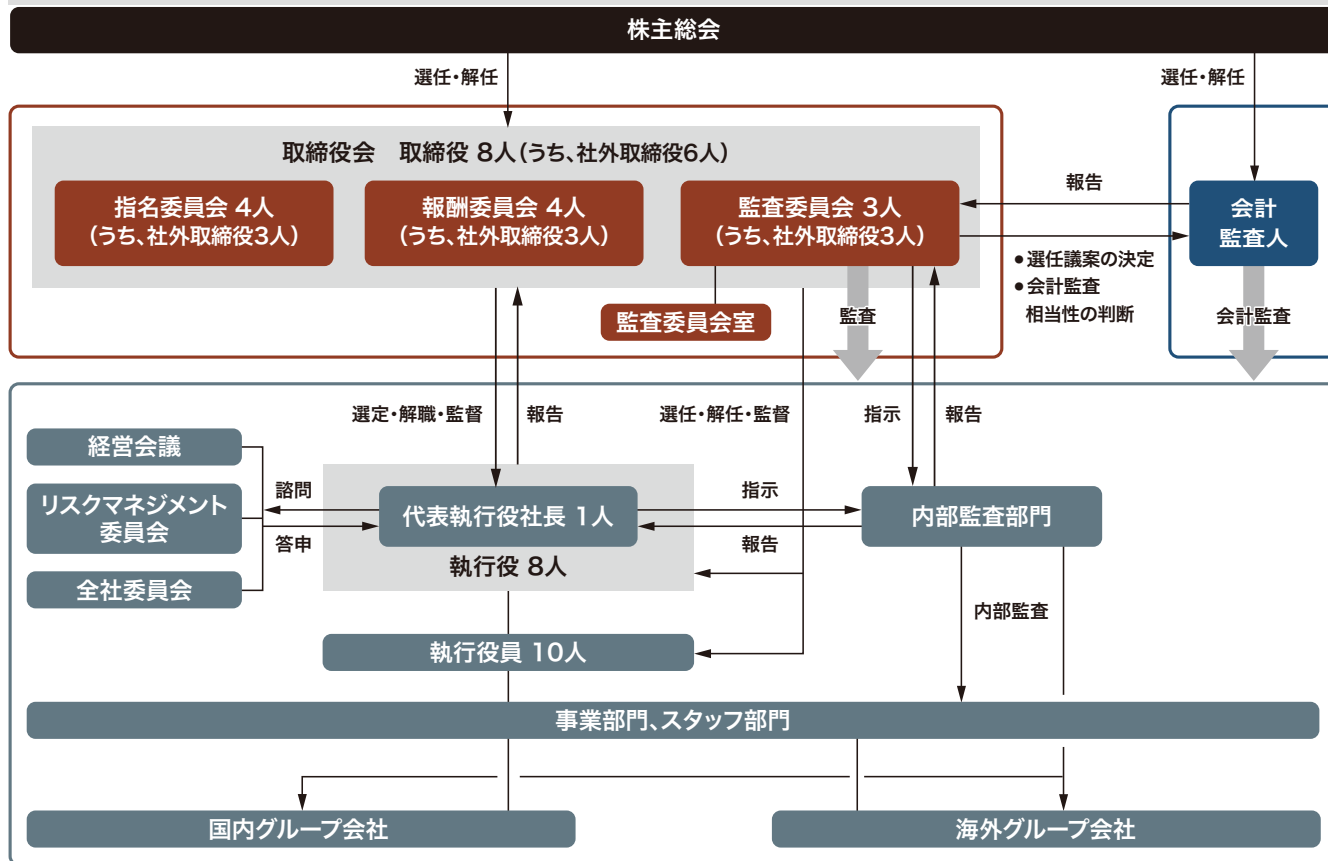 株主総会
選任・解任
選任・解任
取締役会　取締役 8人(うち、社外取締役6人)
指名委員会 4人
(うち、社外取締役3人)
報酬委員会 4人
(うち、社外取締役3人)
監査委員会 3人
(うち、社外取締役3人)
報告
会計
監査人
●選任議案の決定
●会計監査
相当性の判断
監査委員会室
監査
会計監査
選定・解職・監督
報告
選任・解任・監督
指示
報告
経営会議
リスクマネジメント
委員会
全社委員会
諮問
答申
代表執行役社長 1人
執行役 8人
指示
報告
内部監査部門
内部監査
執行役員 10人
事業部門、スタッフ部門
国内グループ会社
海外グループ会社